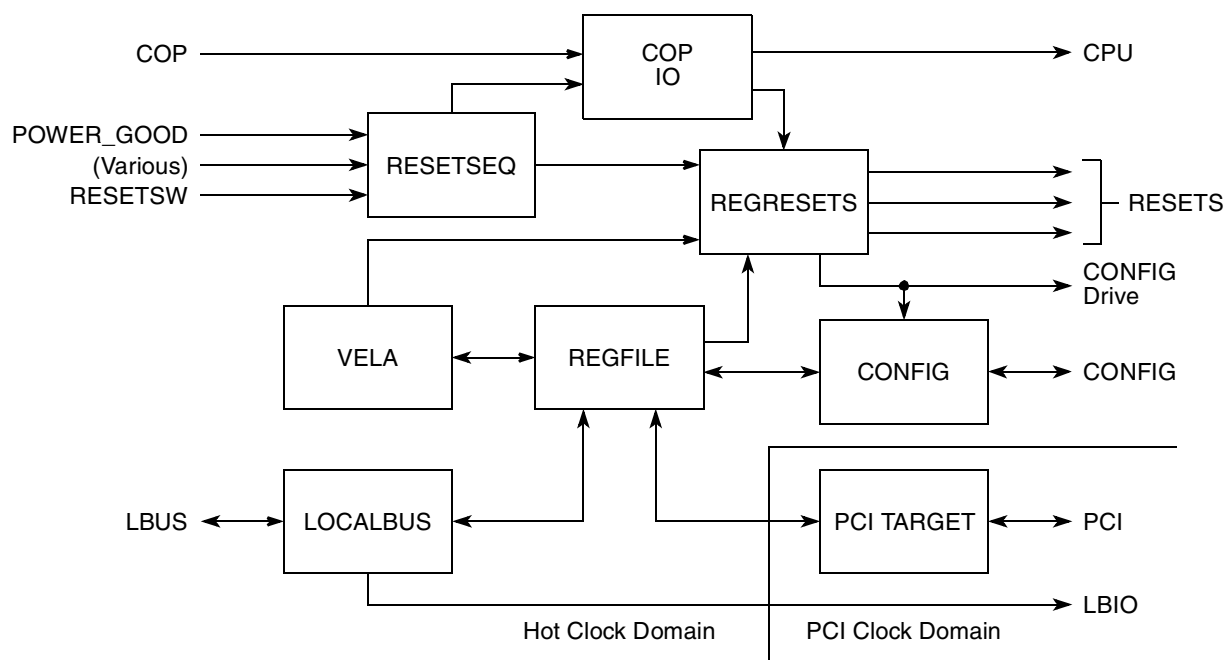 COP
COP
IO
CPU
POWER_GOOD
(Various)
RESETSW
RESETSEQ
REGRESETS
RESETS
CONFIG
Drive
VELA
REGFILE
CONFIG
CONFIG
LBUS
LOCALBUS
PCI TARGET
PCI
LBIO
Hot Clock Domain
PCI Clock Domain